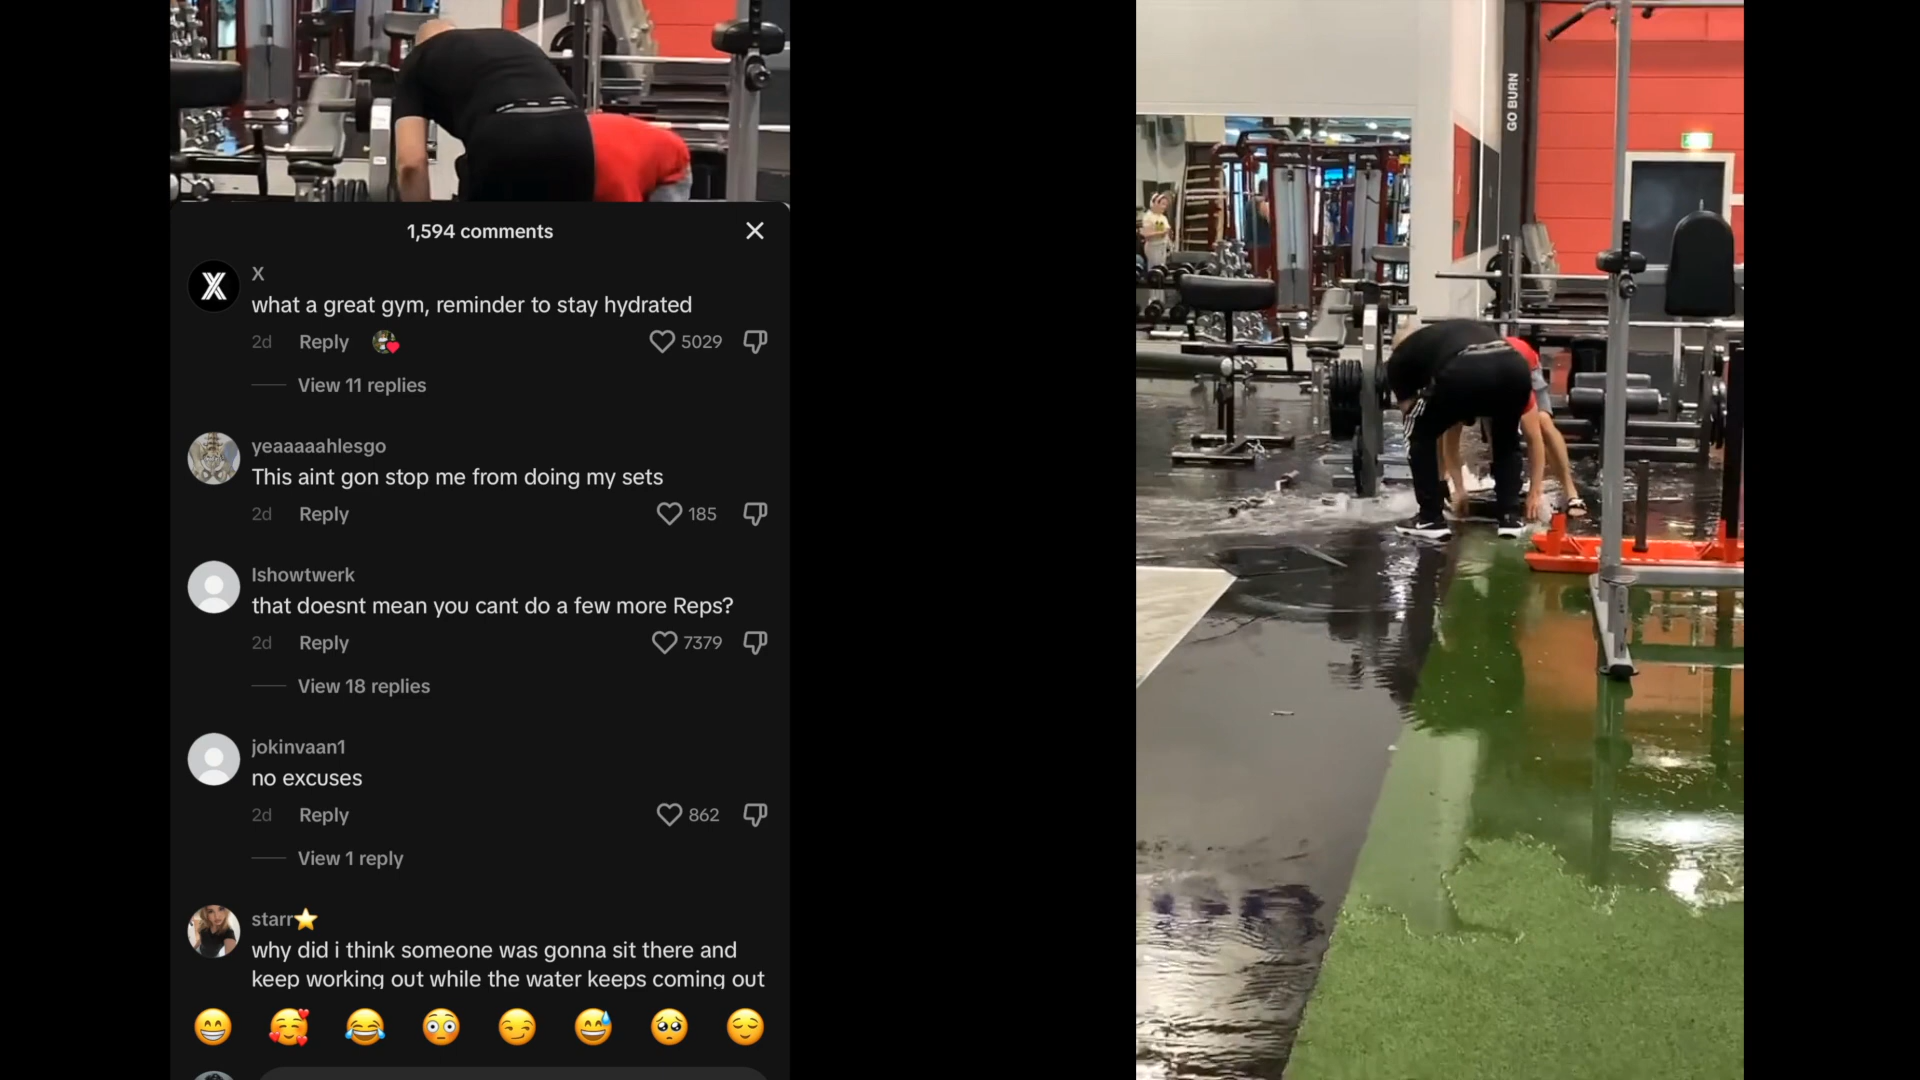 1,594 comments
X
what a great gym, reminder to stay hydrated
2d Reply 5029
View 11 replies
yeaaaaahlesgo
This aint gon stop me from doing my sets
2d Reply 185
Ishowtwerk
that doesnt mean you cant do a few more Reps?
2d Reply 7379
View 18 replies
jokinvaan1
no excuses
2d Reply 862
View 1 reply
starr⭐
why did i think someone was gonna sit there and
keep working out while the water keeps coming out
GO BURN